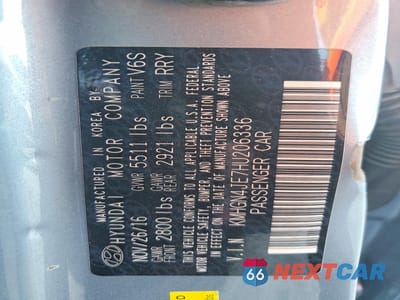 MANUFACTURED IN KOREA BY
HYUNDAI MOTOR COMPANY
PAINT V6S
NOV/26/16 GVWR 5511 lbs TRIM RRY
GAWR FRONT 2800 lbs GAWR REAR 2921 lbs
THIS VEHICLE CONFORMS TO ALL APPLICABLE U.S.A. FEDERAL
MOTOR VEHICLE SAFETY, BUMPER, AND THEFT PREVENTION STANDARDS
IN EFFECT ON THE DATE OF MANUFACTURE SHOWN ABOVE.
V.I.N KMHGN4JE7HU206336
PASSENGER CAR
66 NEXTCAR